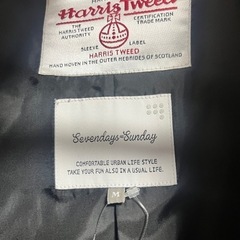 Harris Tweed
THE
HARRIS TWEED
AUTHORITY
CERTIFICATION
TRADE MARK
SLEEVE
LABEL
HARRIS TWEED
HAND WOVEN IN THE OUTER HEBRIDES OF SCOTLAND
Sevendays=Sunday
COMFORTABLE URBAN LIFE STYLE
TAKE YOUR FUN ALSO IN A USUAL LIFE.
M